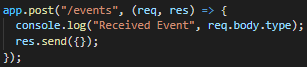 app.post("/events", (req, res) => {
  console.log("Received Event", req.body.type);
  res.send({});
});